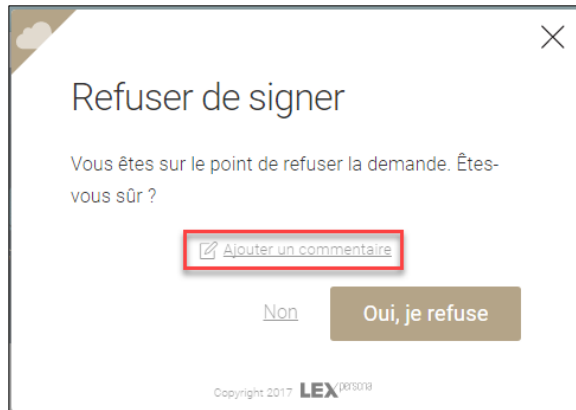 Refuser de signer
Vous êtes sur le point de refuser la demande. Êtes-
vous sûr ?
Ajouter un commentaire
Non Oui, je refuse
Copyright 2017 LEX persona